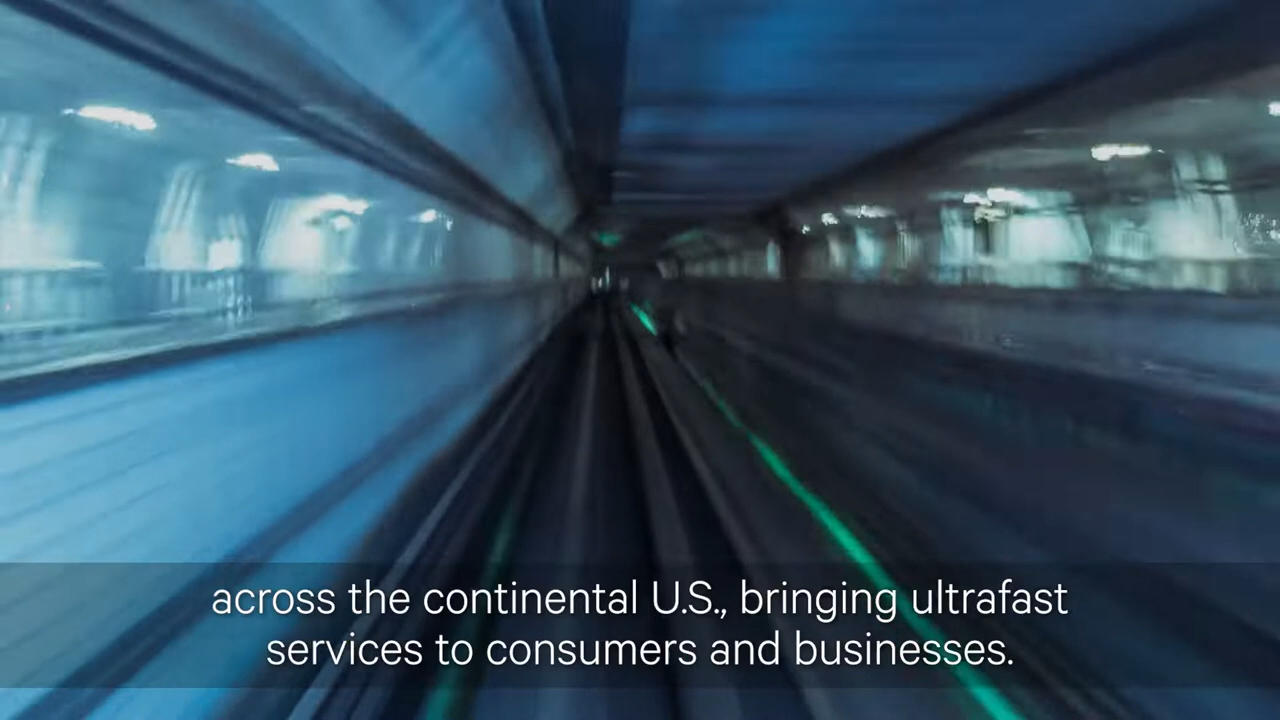 across the continental U.S., bringing ultrafast
services to consumers and businesses.